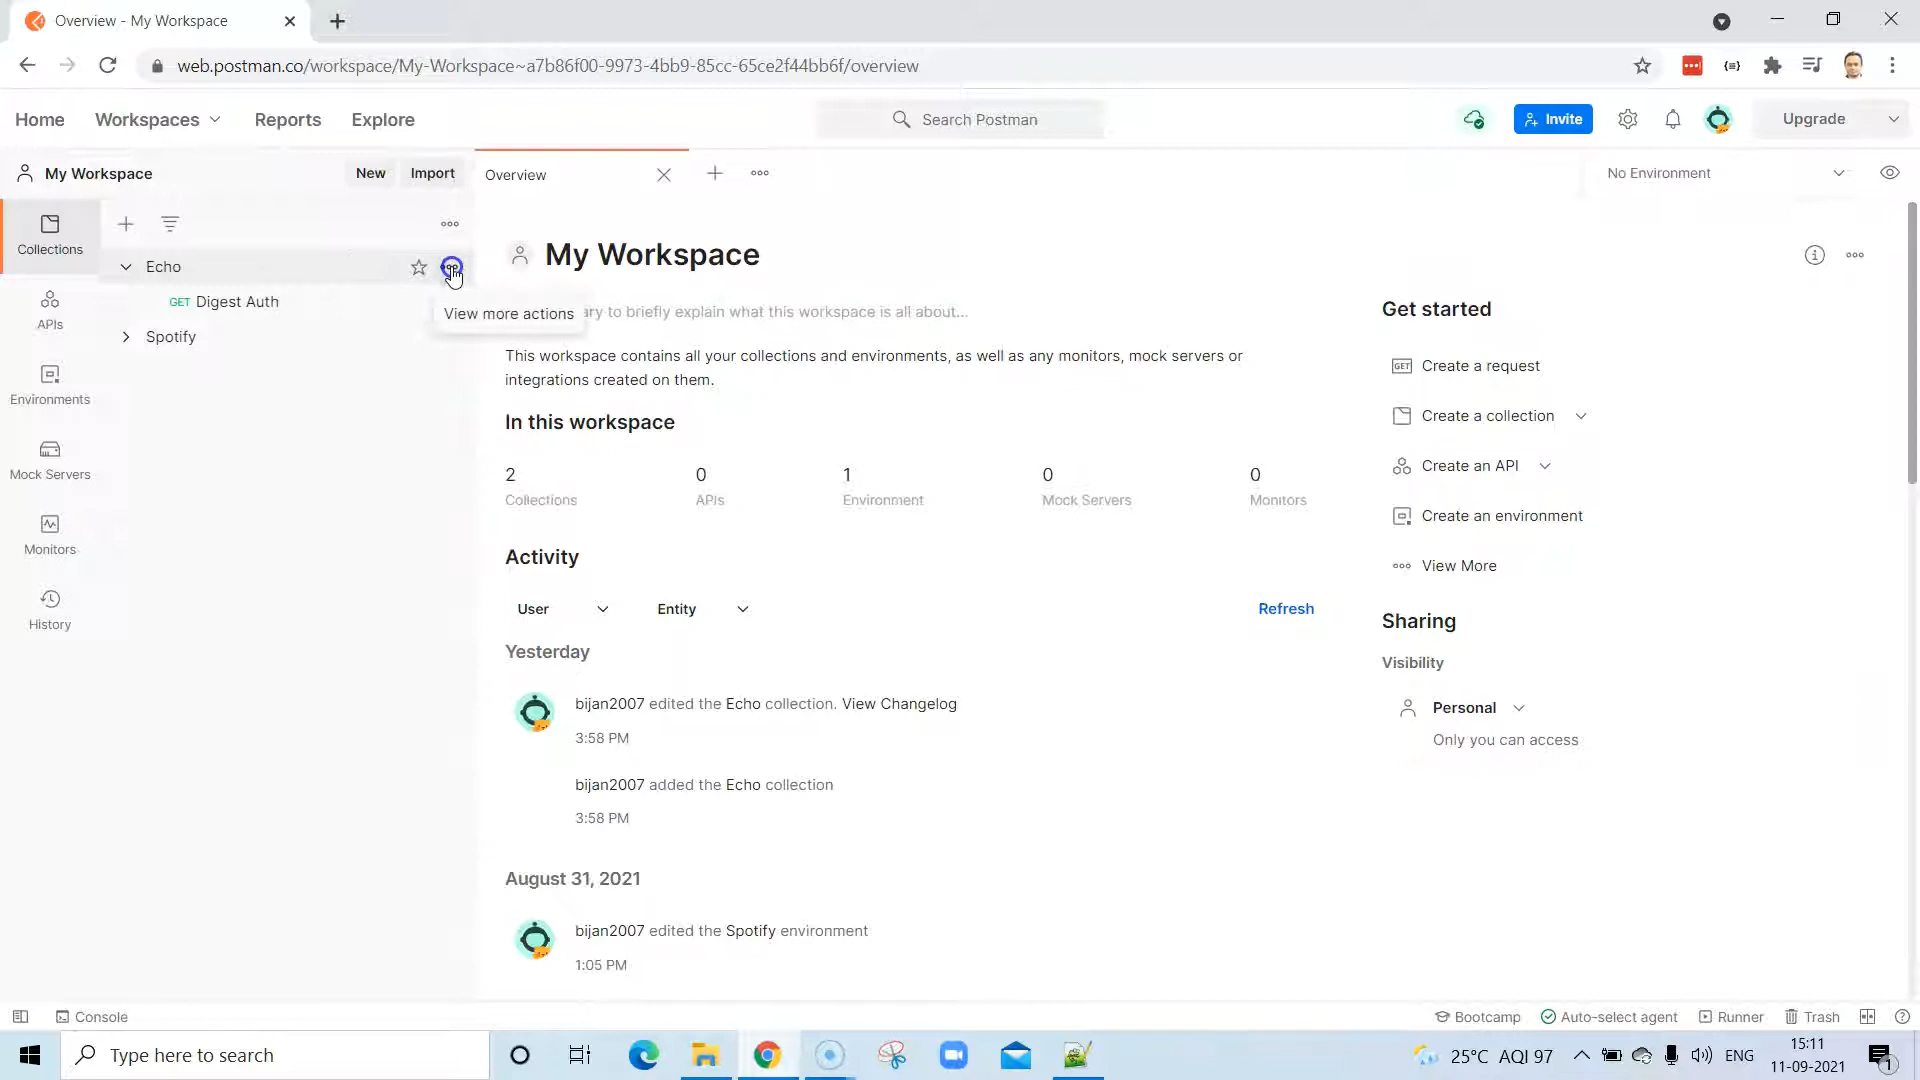 Overview - My Workspace
web.postman.co/workspace/My-Workspace~a7b86f00-9973-4bb9-85cc-65ce2f44bb6f/overview
Home
Workspaces
Reports
Explore
Search Postman
Invite
Upgrade
My Workspace
New
Import
Overview
No Environment
Collections
APIs
Environments
Mock Servers
Monitors
History
Echo
GET Digest Auth
Spotify
View more actions
My Workspace
ary to briefly explain what this workspace is all about...
This workspace contains all your collections and environments, as well as any monitors, mock servers or
integrations created on them.
In this workspace
2 0 1 0 0
Collections APIs Environment Mock Servers Monitors
Activity
User
Entity
Refresh
Yesterday
bijan2007 edited the Echo collection. View Changelog
3:58 PM
bijan2007 added the Echo collection
3:58 PM
August 31, 2021
bijan2007 edited the Spotify environment
1:05 PM
Get started
GET Create a request
Create a collection
Create an API
Create an environment
View More
Sharing
Visibility
Personal
Only you can access
Console
Bootcamp
Auto-select agent
Runner
Trash
Type here to search
25°C AQI 97
ENG
15:11
11-09-2021
1